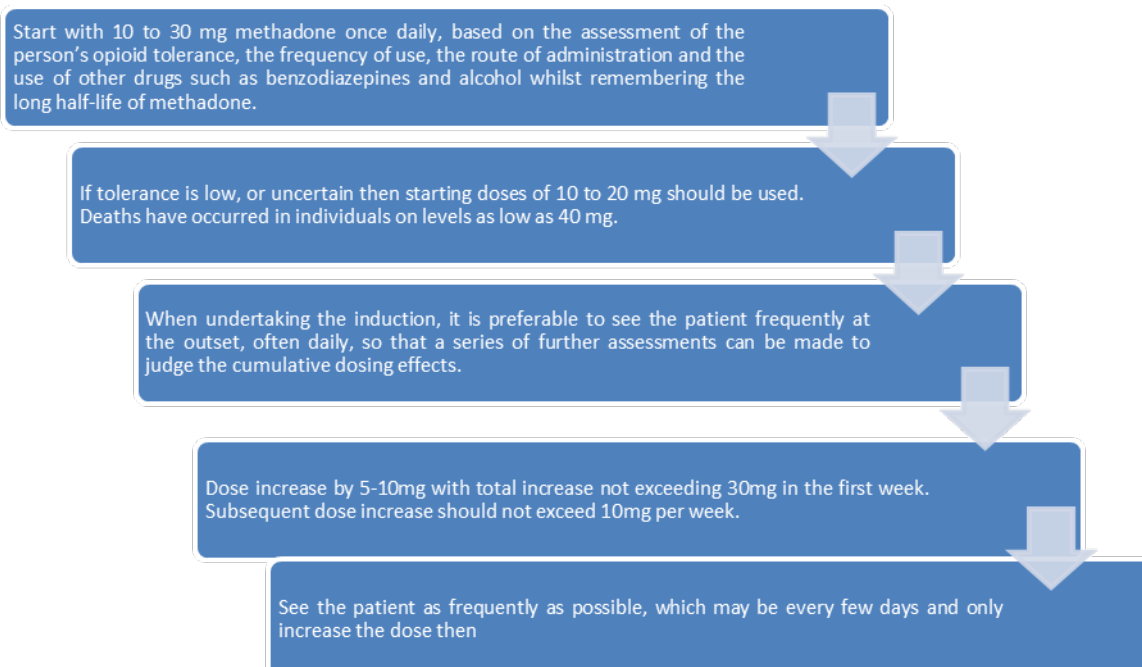 Start with 10 to 30 mg methadone once daily, based on the assessment of the
person’s opioid tolerance, the frequency of use, the route of administration and the
use of other drugs such as benzodiazepines and alcohol whilst remembering the
long half-life of methadone.
If tolerance is low, or uncertain then starting doses of 10 to 20 mg should be used.
Deaths have occurred in individuals on levels as low as 40 mg.
When undertaking the induction, it is preferable to see the patient frequently at
the outset, often daily, so that a series of further assessments can be made to
judge the cumulative dosing effects.
Dose increase by 5-10mg with total increase not exceeding 30mg in the first week.
Subsequent dose increase should not exceed 10mg per week.
See the patient as frequently as possible, which may be every few days and only
increase the dose then